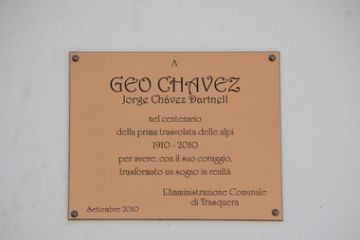 A
GEO CHAVEZ
Jorge Chávez Dartnell
nel centenario
della prima trasvolata delle alpi
1910 - 2010
per avere, con il suo coraggio,
trasformato un sogno in realtà
L'Amministrazione Comunale
di Trasquera
Settembre 2010